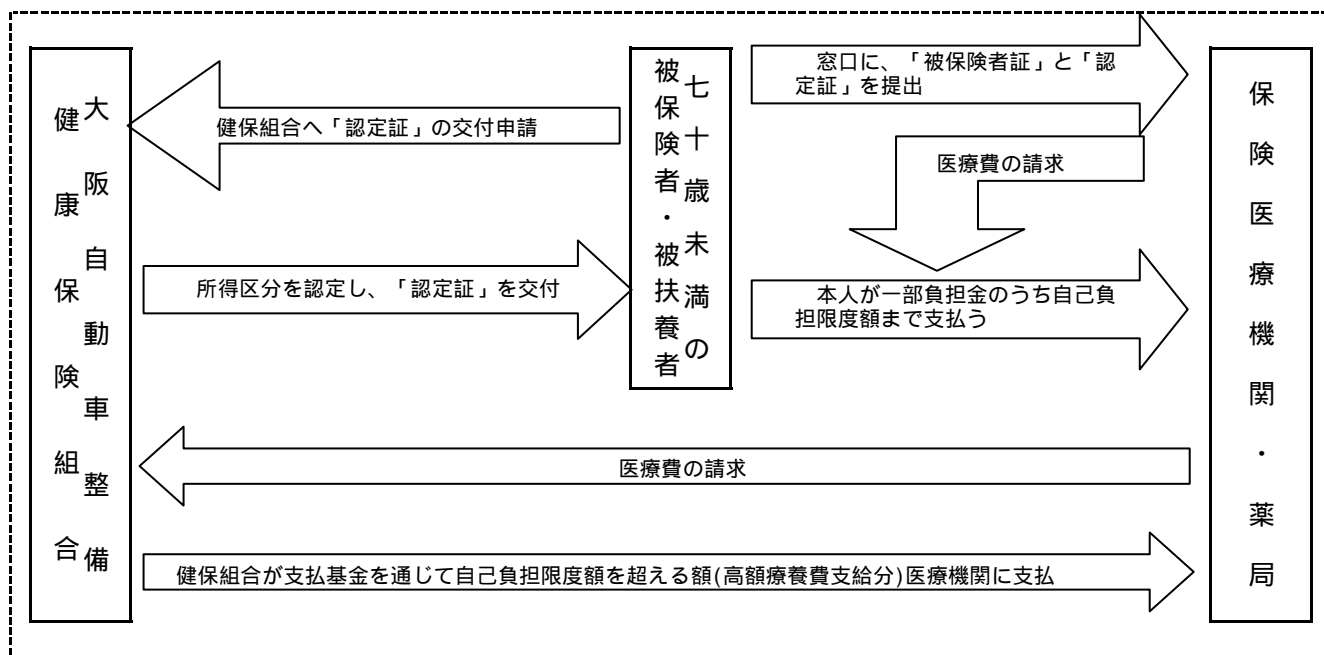 大阪自動車整備
健康保険組合
健保組合へ「認定証」の交付申請
所得区分を認定し、「認定証」を交付
七十歳未満の
被保険者・被扶養者
窓口に、「被保険者証」と「認
定証」を提出
医療費の請求
本人が一部負担金のうち自己負
担限度額まで支払う
保険医療機関・薬局
医療費の請求
健保組合が支払基金を通じて自己負担限度額を超える額(高額療養費支給分)医療機関に支払